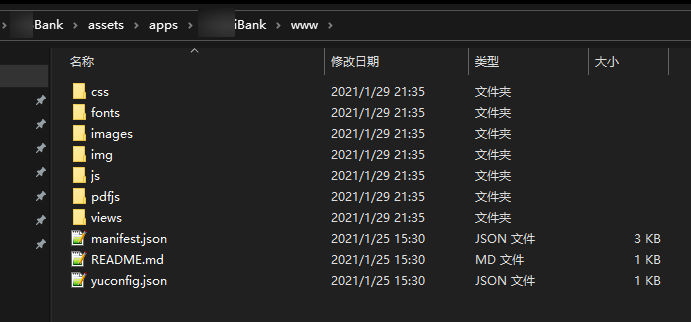 Bank > assets > apps > iBank > www >
名称 修改日期 类型 大小
css 2021/1/29 21:35 文件夹
fonts 2021/1/29 21:35 文件夹
images 2021/1/29 21:35 文件夹
img 2021/1/29 21:35 文件夹
js 2021/1/29 21:35 文件夹
pdfjs 2021/1/29 21:35 文件夹
views 2021/1/29 21:35 文件夹
manifest.json 2021/1/25 15:30 JSON 文件 3 KB
README.md 2021/1/25 15:30 MD 文件 1 KB
yuconfig.json 2021/1/25 15:30 JSON 文件 1 KB